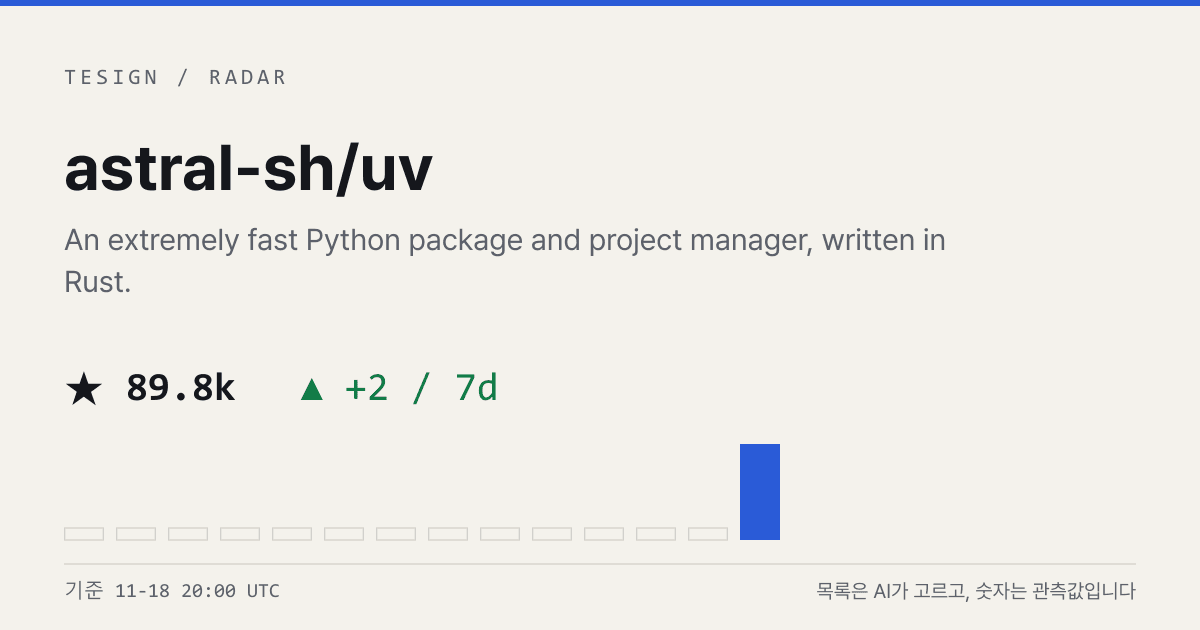 TESIGN / RADAR
astral-sh/uv
An extremely fast Python package and project manager, written in
Rust.
★ 89.8k ▲ +2 / 7d
기준 11-18 20:00 UTC
목록은 AI가 고르고, 숫자는 관측값입니다